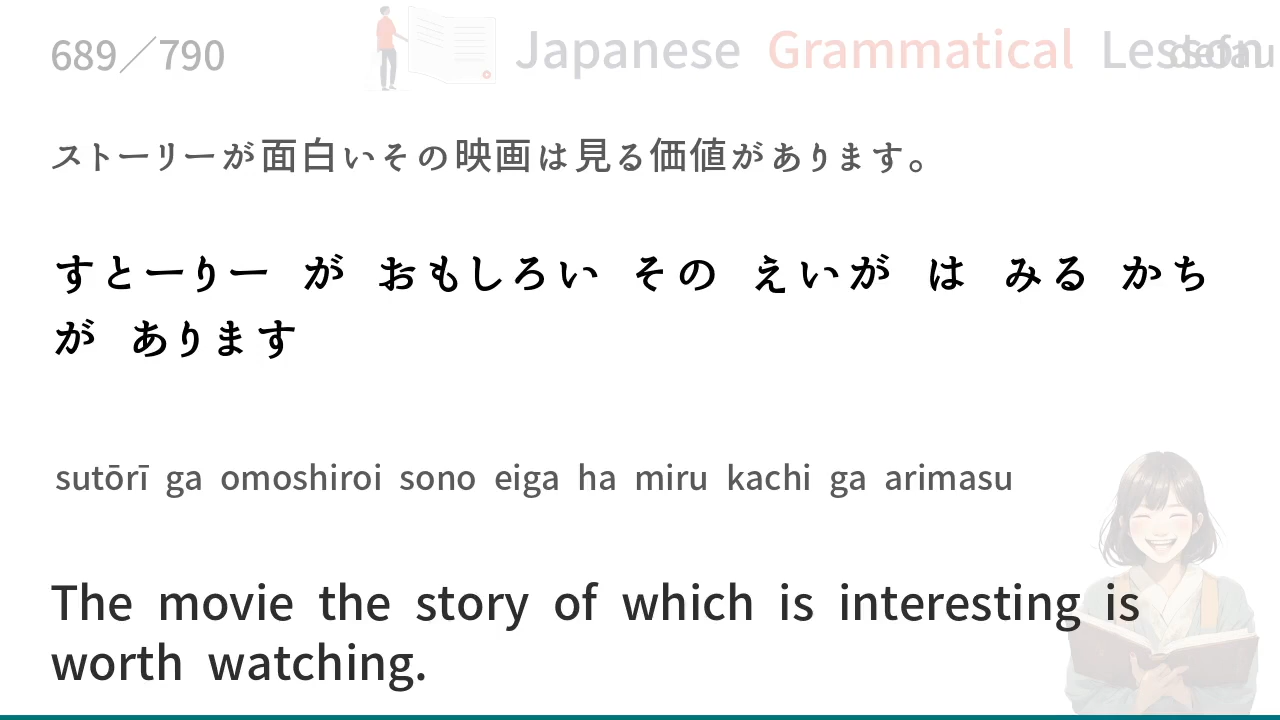 689／790
Japanese Grammatical Lesson
defau
ストーリーが面白いその映画は見る価値があります。
すとーりー が おもしろい その えいが は みる かち
が あります
sutōrī ga omoshiroi sono eiga ha miru kachi ga arimasu
The movie the story of which is interesting is
worth watching.